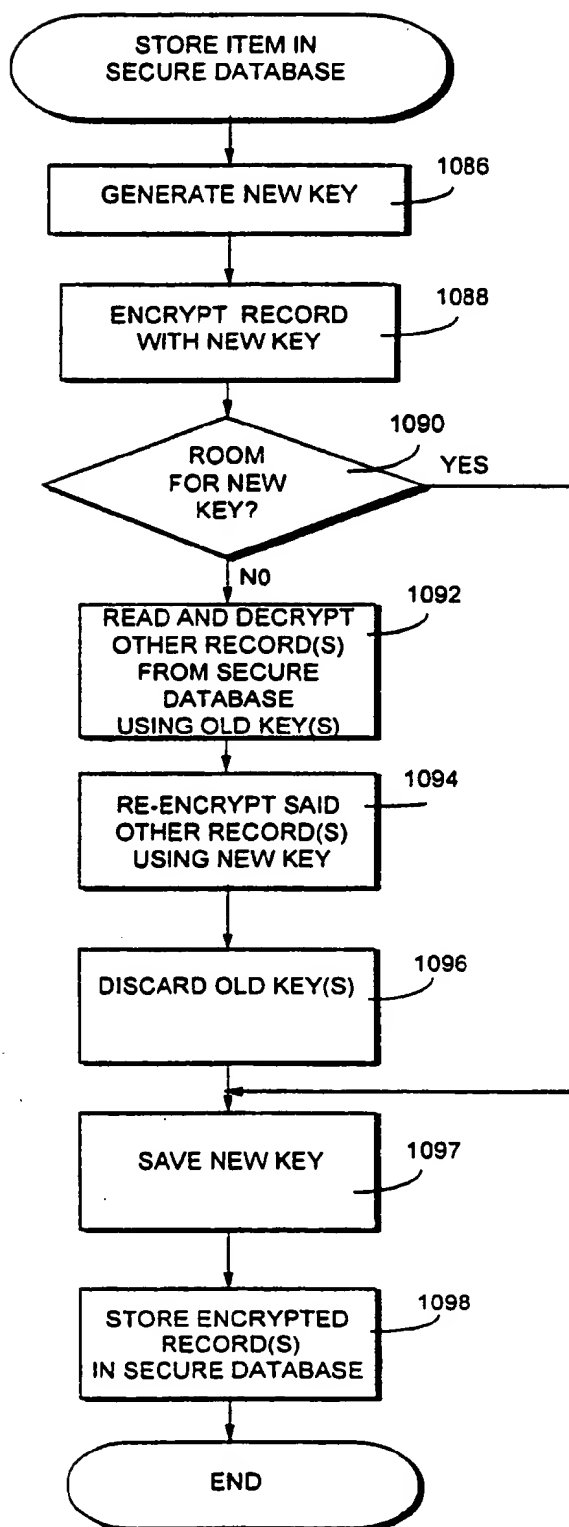 STORE ITEM IN
SECURE DATABASE
1086
GENERATE NEW KEY
1088
ENCRYPT RECORD
WITH NEW KEY
1090
ROOM
FOR NEW
KEY?
YES
NO
1092
READ AND DECRYPT
OTHER RECORD(S)
FROM SECURE
DATABASE
USING OLD KEY(S)
1094
RE-ENCRYPT SAID
OTHER RECORD(S)
USING NEW KEY
1096
DISCARD OLD KEY(S)
1097
SAVE NEW KEY
1098
STORE ENCRYPTED
RECORD(S)
IN SECURE DATABASE
END